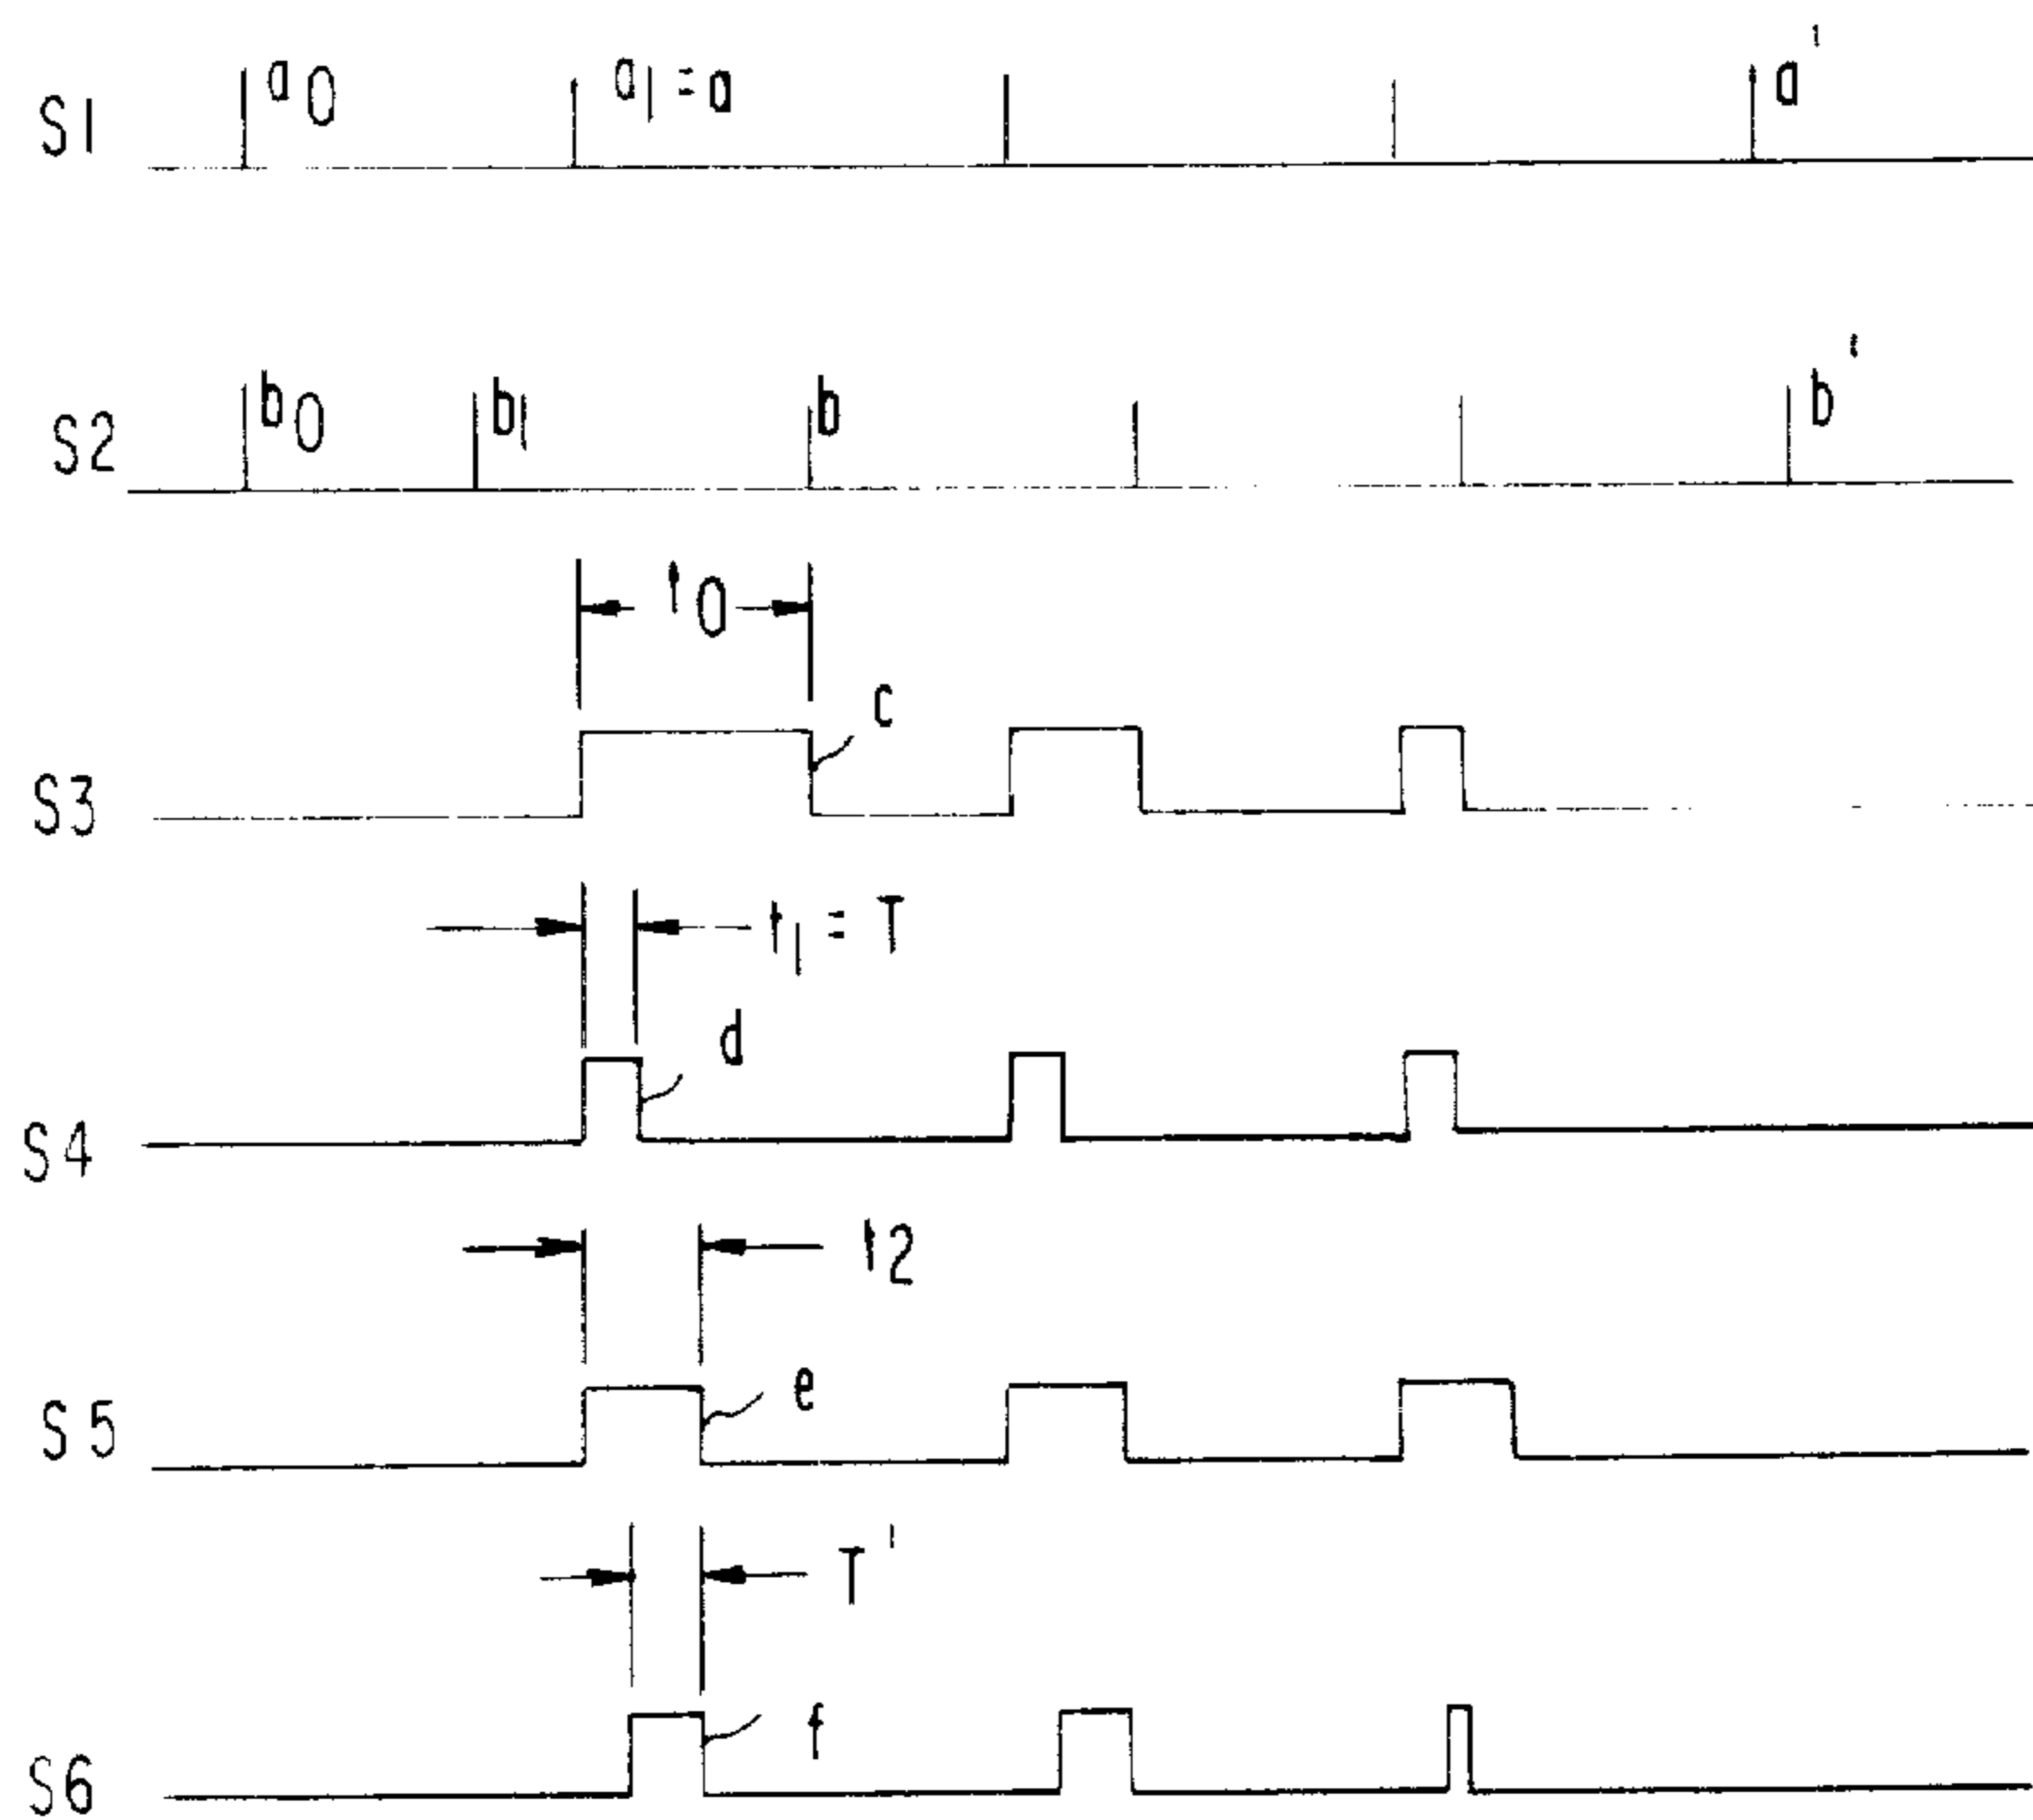 S1 a0 a1=a a'
S2 b0 b1 b b'
t0
c
S3
t1=T
d
S4
t2
e
S5
T'
f
S6